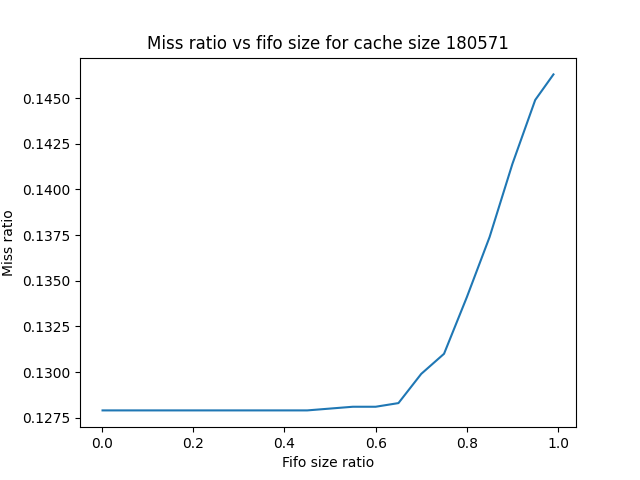 Miss ratio vs fifo size for cache size 180571
0.1450
0.1425
0.1400
0.1375
0.1350
0.1325
0.1300
0.1275
Miss ratio
0.0 0.2 0.4 0.6 0.8 1.0
Fifo size ratio